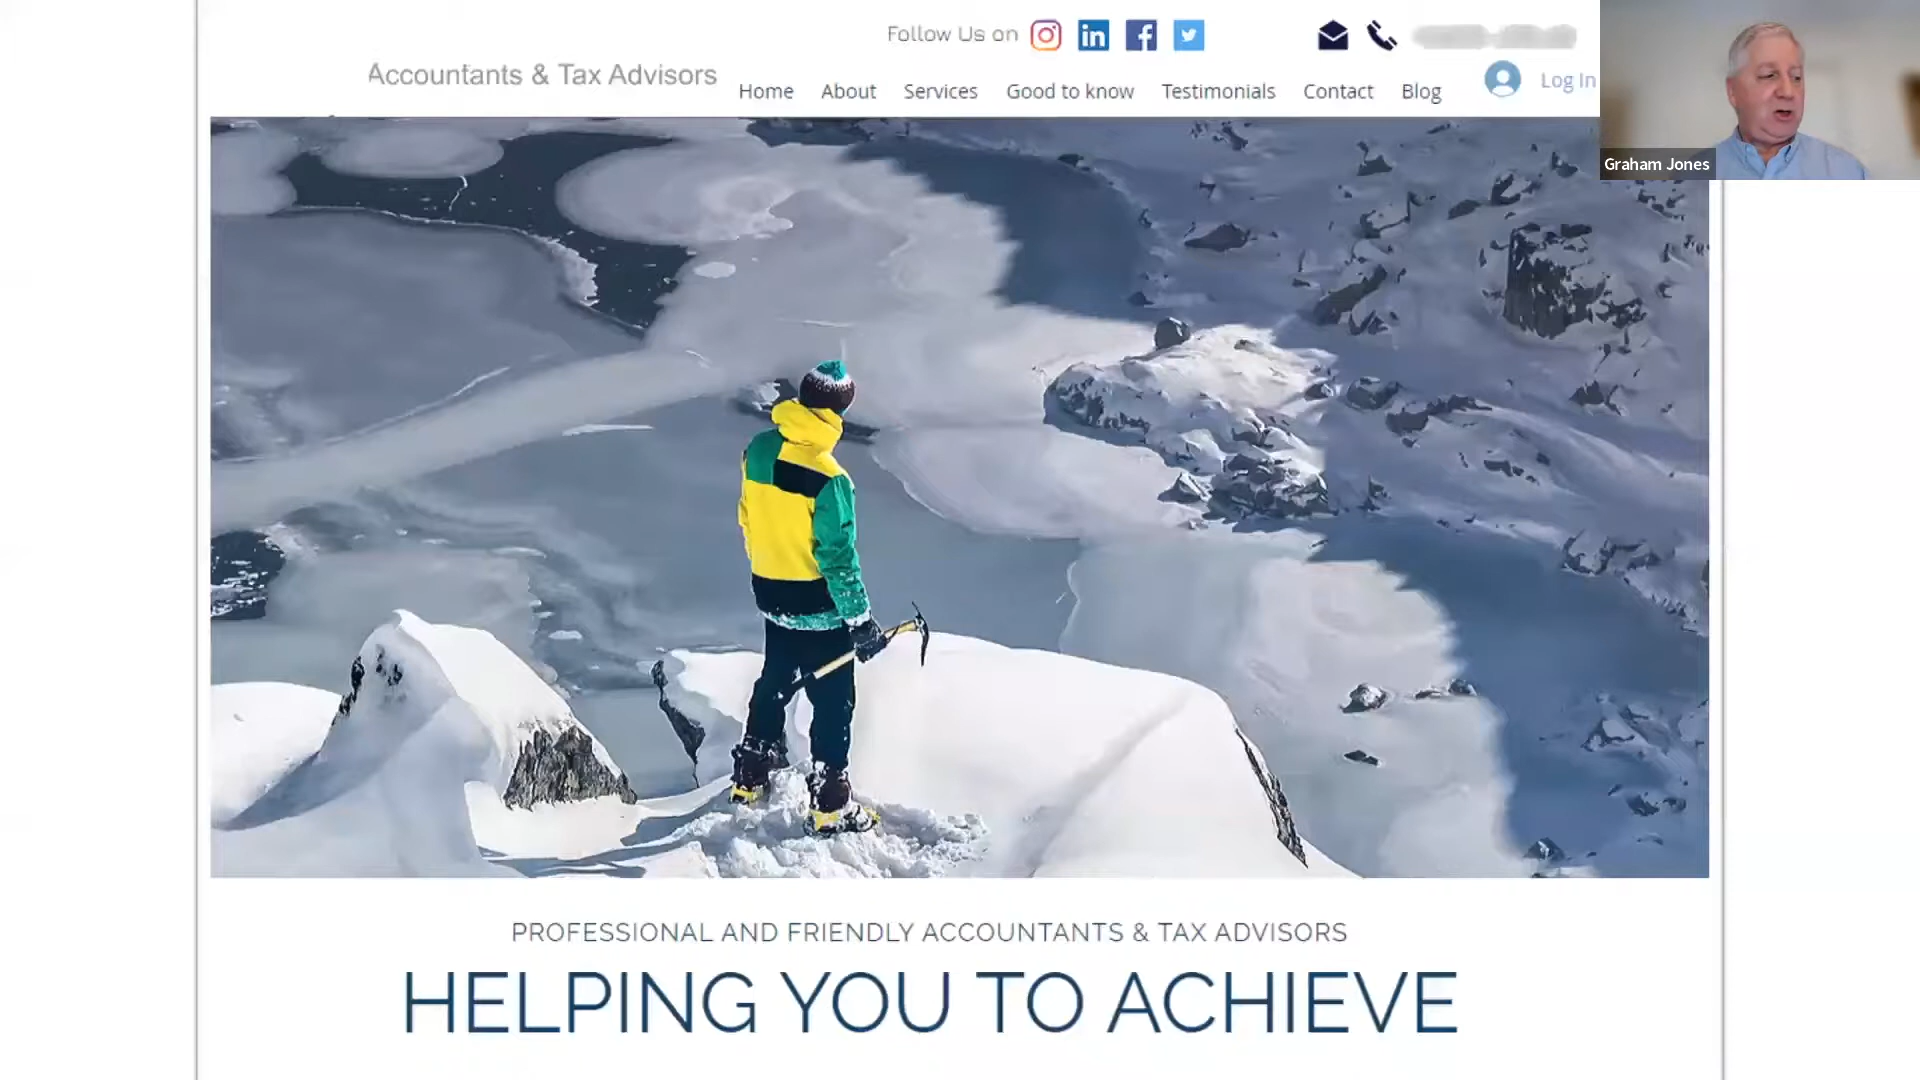 Follow Us on
Accountants & Tax Advisors
Home About Services Good to know Testimonials Contact Blog Log In
Graham Jones
PROFESSIONAL AND FRIENDLY ACCOUNTANTS & TAX ADVISORS
HELPING YOU TO ACHIEVE